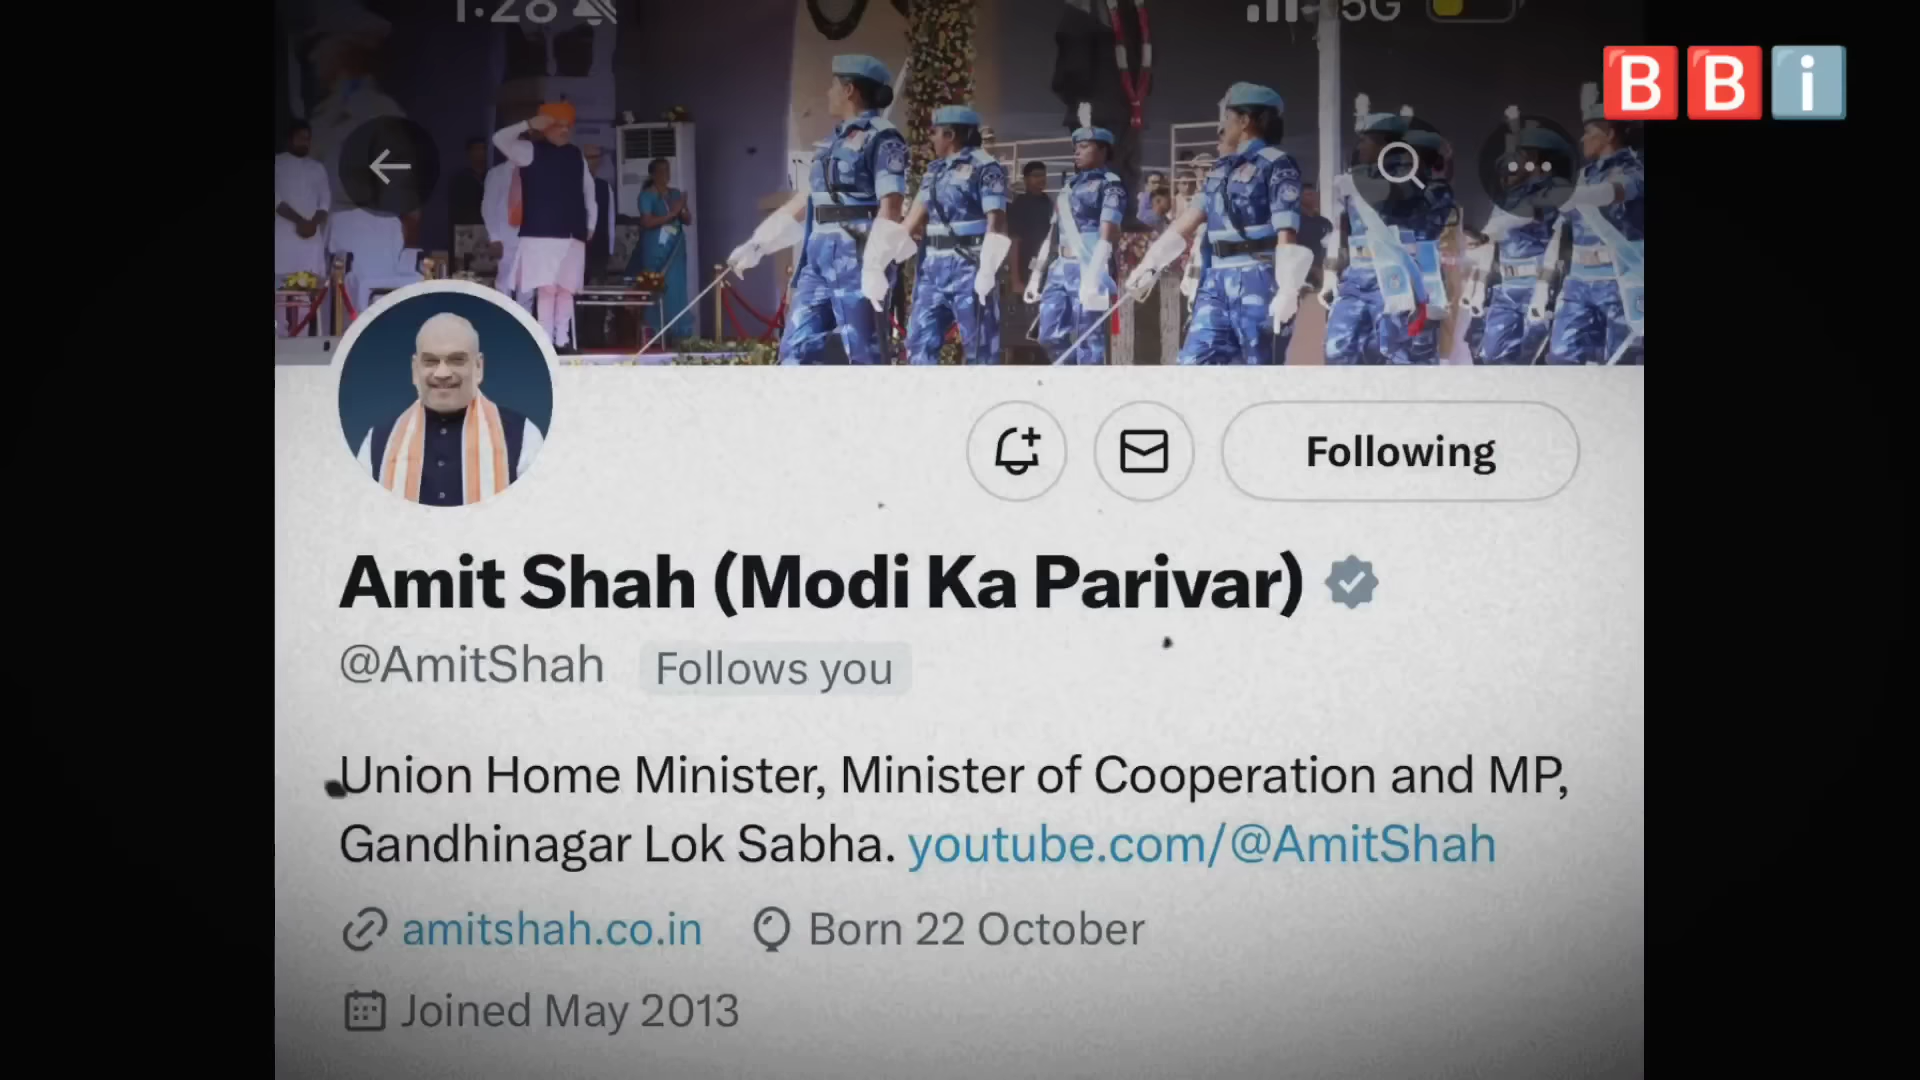 1:28
5G
BBi
Following
Amit Shah (Modi Ka Parivar)
@AmitShah Follows you
Union Home Minister, Minister of Cooperation and MP,
Gandhinagar Lok Sabha. youtube.com/@AmitShah
amitshah.co.in Born 22 October
Joined May 2013